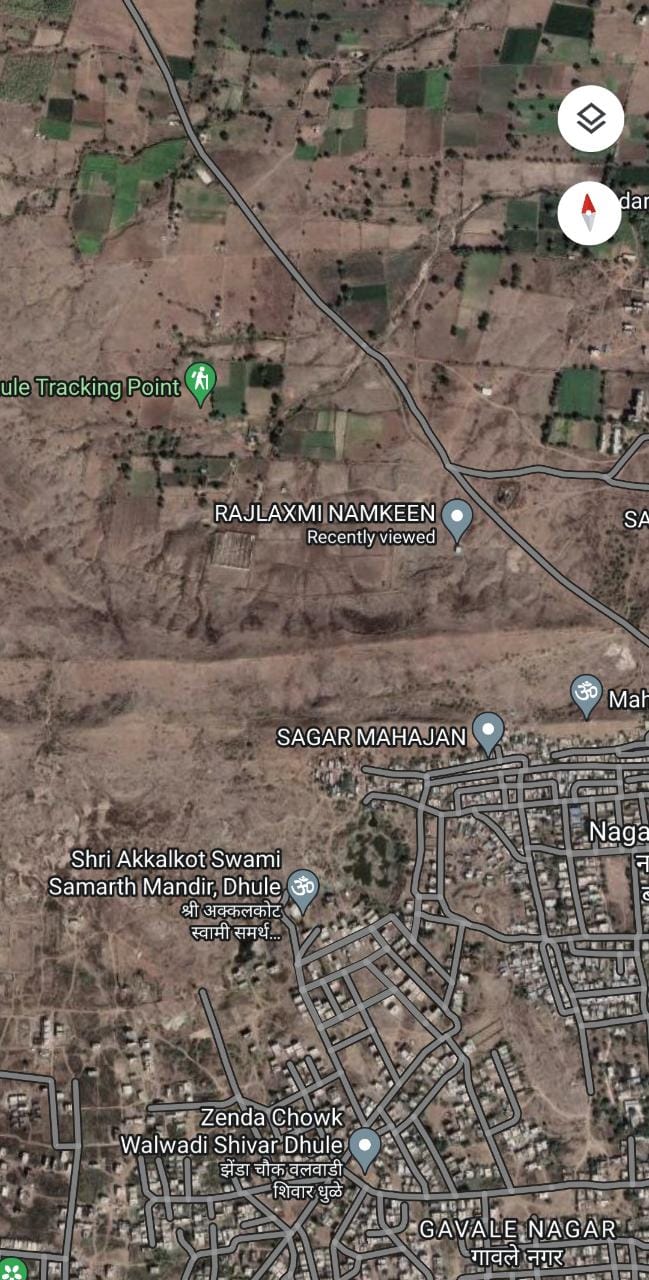 dar
ule Tracking Point
RAJLAXMI NAMKEEN
Recently viewed
SA
Mah
SAGAR MAHAJAN
Naga
Shri Akkalkot Swami
Samarth Mandir, Dhule
श्री अक्कलकोट
स्वामी समर्थ...
Zenda Chowk
Walwadi Shivar Dhule
झेंडा चौक वलवाडी
शिवार धुळे
GAVALE NAGAR
गावले नगर